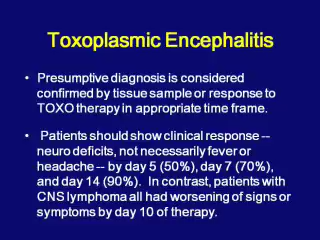 Toxoplasmic Encephalitis
• Presumptive diagnosis is considered
confirmed by tissue sample or response to
TOXO therapy in appropriate time frame.
• Patients should show clinical response --
neuro deficits, not necessarily fever or
headache -- by day 5 (50%), day 7 (70%),
and day 14 (90%). In contrast, patients with
CNS lymphoma all had worsening of signs or
symptoms by day 10 of therapy.